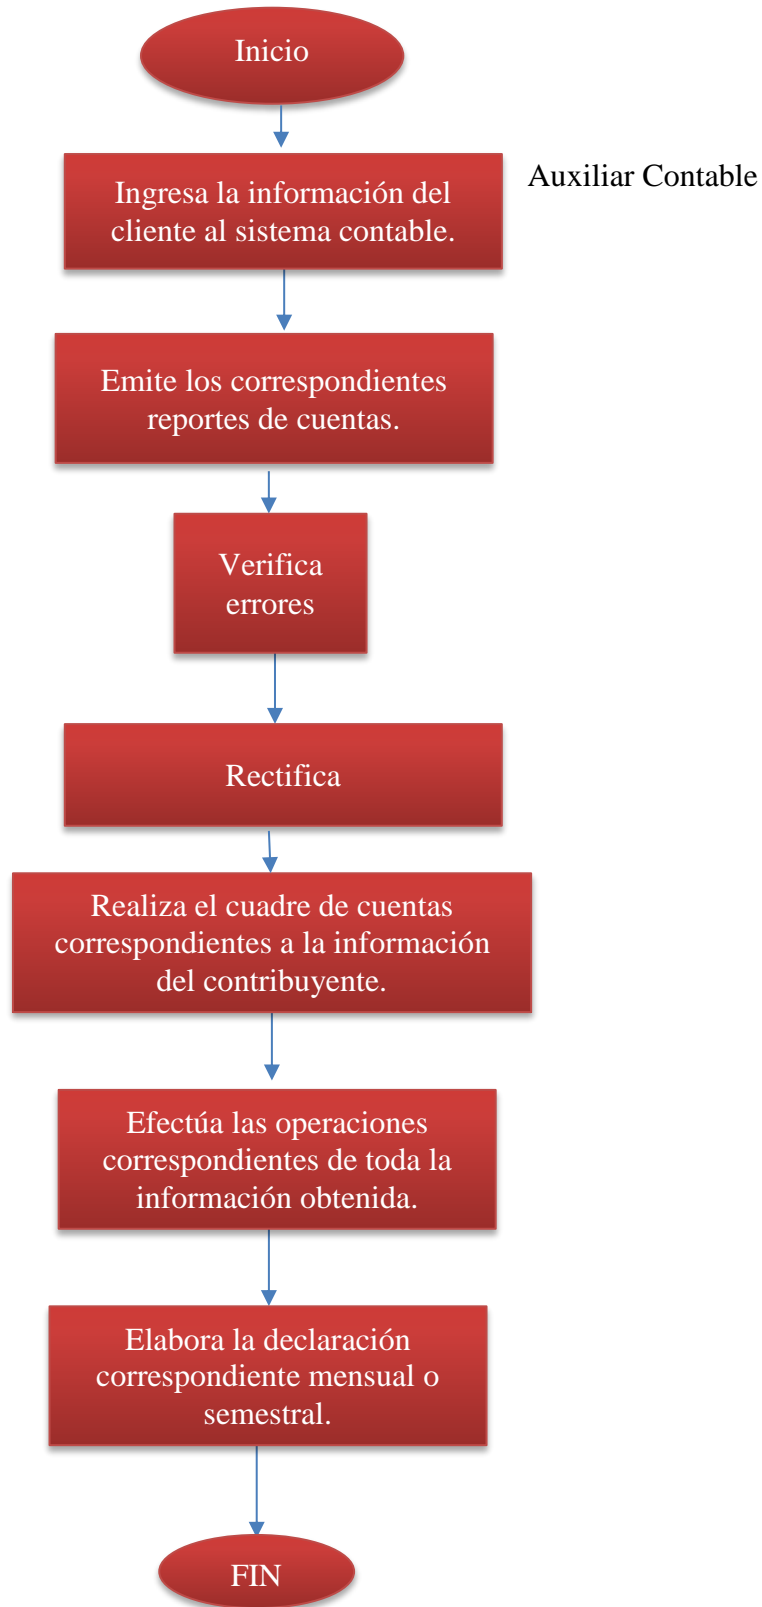 Inicio
Auxiliar Contable
Ingresa la información del
cliente al sistema contable.
Emite los correspondientes
reportes de cuentas.
Verifica
errores
Rectifica
Realiza el cuadre de cuentas
correspondientes a la información
del contribuyente.
Efectúa las operaciones
correspondientes de toda la
información obtenida.
Elabora la declaración
correspondiente mensual o
semestral.
FIN